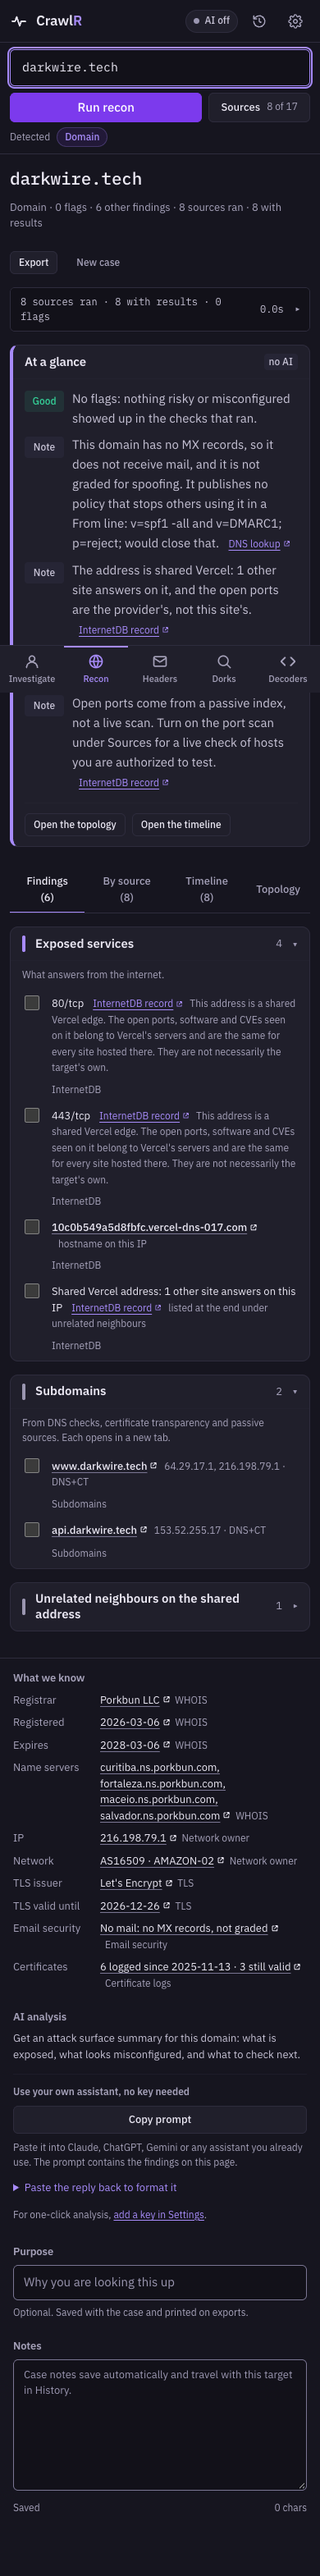 CrawlR
AI off
darkwire.tech
Run recon
Sources 8 of 17
Detected Domain
darkwire.tech
Domain · 0 flags · 6 other findings · 8 sources ran · 8 with
results
Export New case
8 sources ran · 8 with results · 0
flags
0.0s ▸
At a glance no AI
Good No flags: nothing risky or misconfigured
showed up in the checks that ran.
Note This domain has no MX records, so it
does not receive mail, and it is not
graded for spoofing. It publishes no
policy that stops others using it in a
From line: v=spf1 -all and v=DMARC1;
p=reject; would close that. DNS lookup
Note The address is shared Vercel: 1 other
site answers on it, and the open ports
are the provider's, not this site's.
InternetDB record
Investigate Recon Headers Dorks Decoders
Note Open ports come from a passive index,
not a live scan. Turn on the port scan
under Sources for a live check of hosts
you are authorized to test.
InternetDB record
Open the topology Open the timeline
Findings
(6)
By source
(8)
Timeline
(8)
Topology
Exposed services 4 ▾
What answers from the internet.
80/tcp InternetDB record This address is a shared
Vercel edge. The open ports, software and CVEs seen
on it belong to Vercel's servers and are the same for
every site hosted there. They are not necessarily the
target's own.
InternetDB
443/tcp InternetDB record This address is a
shared Vercel edge. The open ports, software and CVEs
seen on it belong to Vercel's servers and are the same
for every site hosted there. They are not necessarily the
target's own.
InternetDB
10c0b549a5d8fbfc.vercel-dns-017.com
hostname on this IP
InternetDB
Shared Vercel address: 1 other site answers on this
IP InternetDB record listed at the end under
unrelated neighbours
InternetDB
Subdomains 2 ▾
From DNS checks, certificate transparency and passive
sources. Each opens in a new tab.
www.darkwire.tech 64.29.17.1, 216.198.79.1 ·
DNS+CT
Subdomains
api.darkwire.tech 153.52.255.17 · DNS+CT
Subdomains
Unrelated neighbours on the shared
address
1 ▸
What we know
Registrar Porkbun LLC WHOIS
Registered 2026-03-06 WHOIS
Expires 2028-03-06 WHOIS
Name servers curitiba.ns.porkbun.com,
fortaleza.ns.porkbun.com,
maceio.ns.porkbun.com,
salvador.ns.porkbun.com WHOIS
IP 216.198.79.1 Network owner
Network AS16509 · AMAZON-02 Network owner
TLS issuer Let's Encrypt TLS
TLS valid until 2026-12-26 TLS
Email security No mail: no MX records, not graded
Email security
Certificates 6 logged since 2025-11-13 · 3 still valid
Certificate logs
AI analysis
Get an attack surface summary for this domain: what is
exposed, what looks misconfigured, and what to check next.
Use your own assistant, no key needed
Copy prompt
Paste it into Claude, ChatGPT, Gemini or any assistant you already
use. The prompt contains the findings on this page.
▶ Paste the reply back to format it
For one-click analysis, add a key in Settings.
Purpose
Why you are looking this up
Optional. Saved with the case and printed on exports.
Notes
Case notes save automatically and travel with this target
in History.
Saved 0 chars